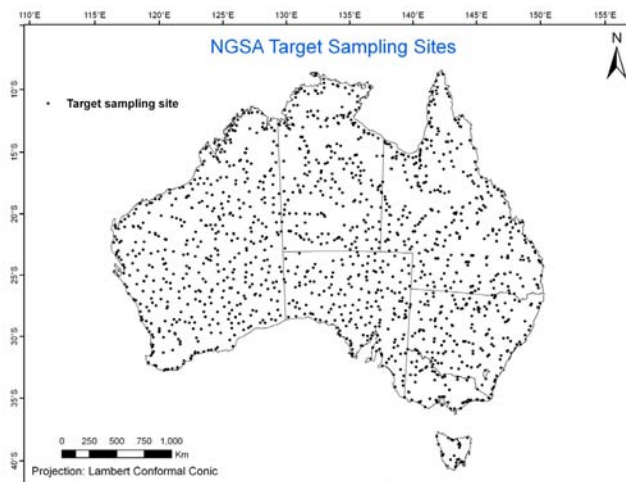 110°E 115°E 120°E 125°E 130°E 135°E 140°E 145°E 150°E 155°E
NGSA Target Sampling Sites
N
Target sampling site
10°S
15°S
20°S
25°S
30°S
35°S
40°S
0 250 500 750 1,000
Km
Projection: Lambert Conformal Conic